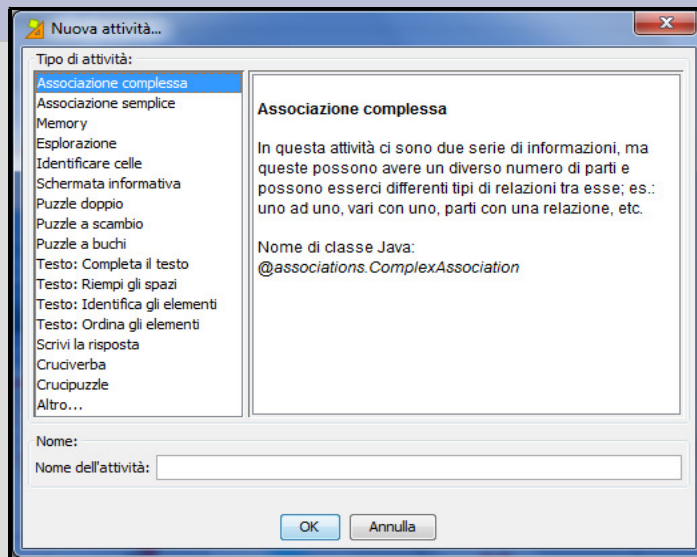 Nuova attività...
Tipo di attività:
Associazione complessa
Associazione semplice
Memory
Esplorazione
Identificare celle
Schermata informativa
Puzzle doppio
Puzzle a scambio
Puzzle a buchi
Testo: Completa il testo
Testo: Riempi gli spazi
Testo: Identifica gli elementi
Testo: Ordina gli elementi
Scrivi la risposta
Cruciverba
Crucipuzzle
Altro...
Associazione complessa
In questa attività ci sono due serie di informazioni, ma
queste possono avere un diverso numero di parti e
possono esserci differenti tipi di relazioni tra esse; es.:
uno ad uno, vari con uno, parti con una relazione, etc.
Nome di classe Java:
@associations.ComplexAssociation
Nome:
Nome dell'attività:
OK
Annulla